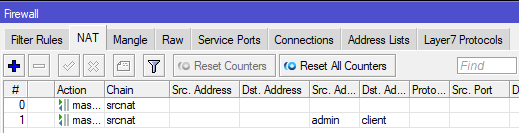 Firewall
Filter Rules NAT Mangle Raw Service Ports Connections Address Lists Layer7 Protocols
Reset Counters Reset All Counters Find
# Action Chain Src. Address Dst. Address Src. Ad... Dst. Ad... Proto... Src. Port D
0 mas... srcnat
1 mas... srcnat admin client